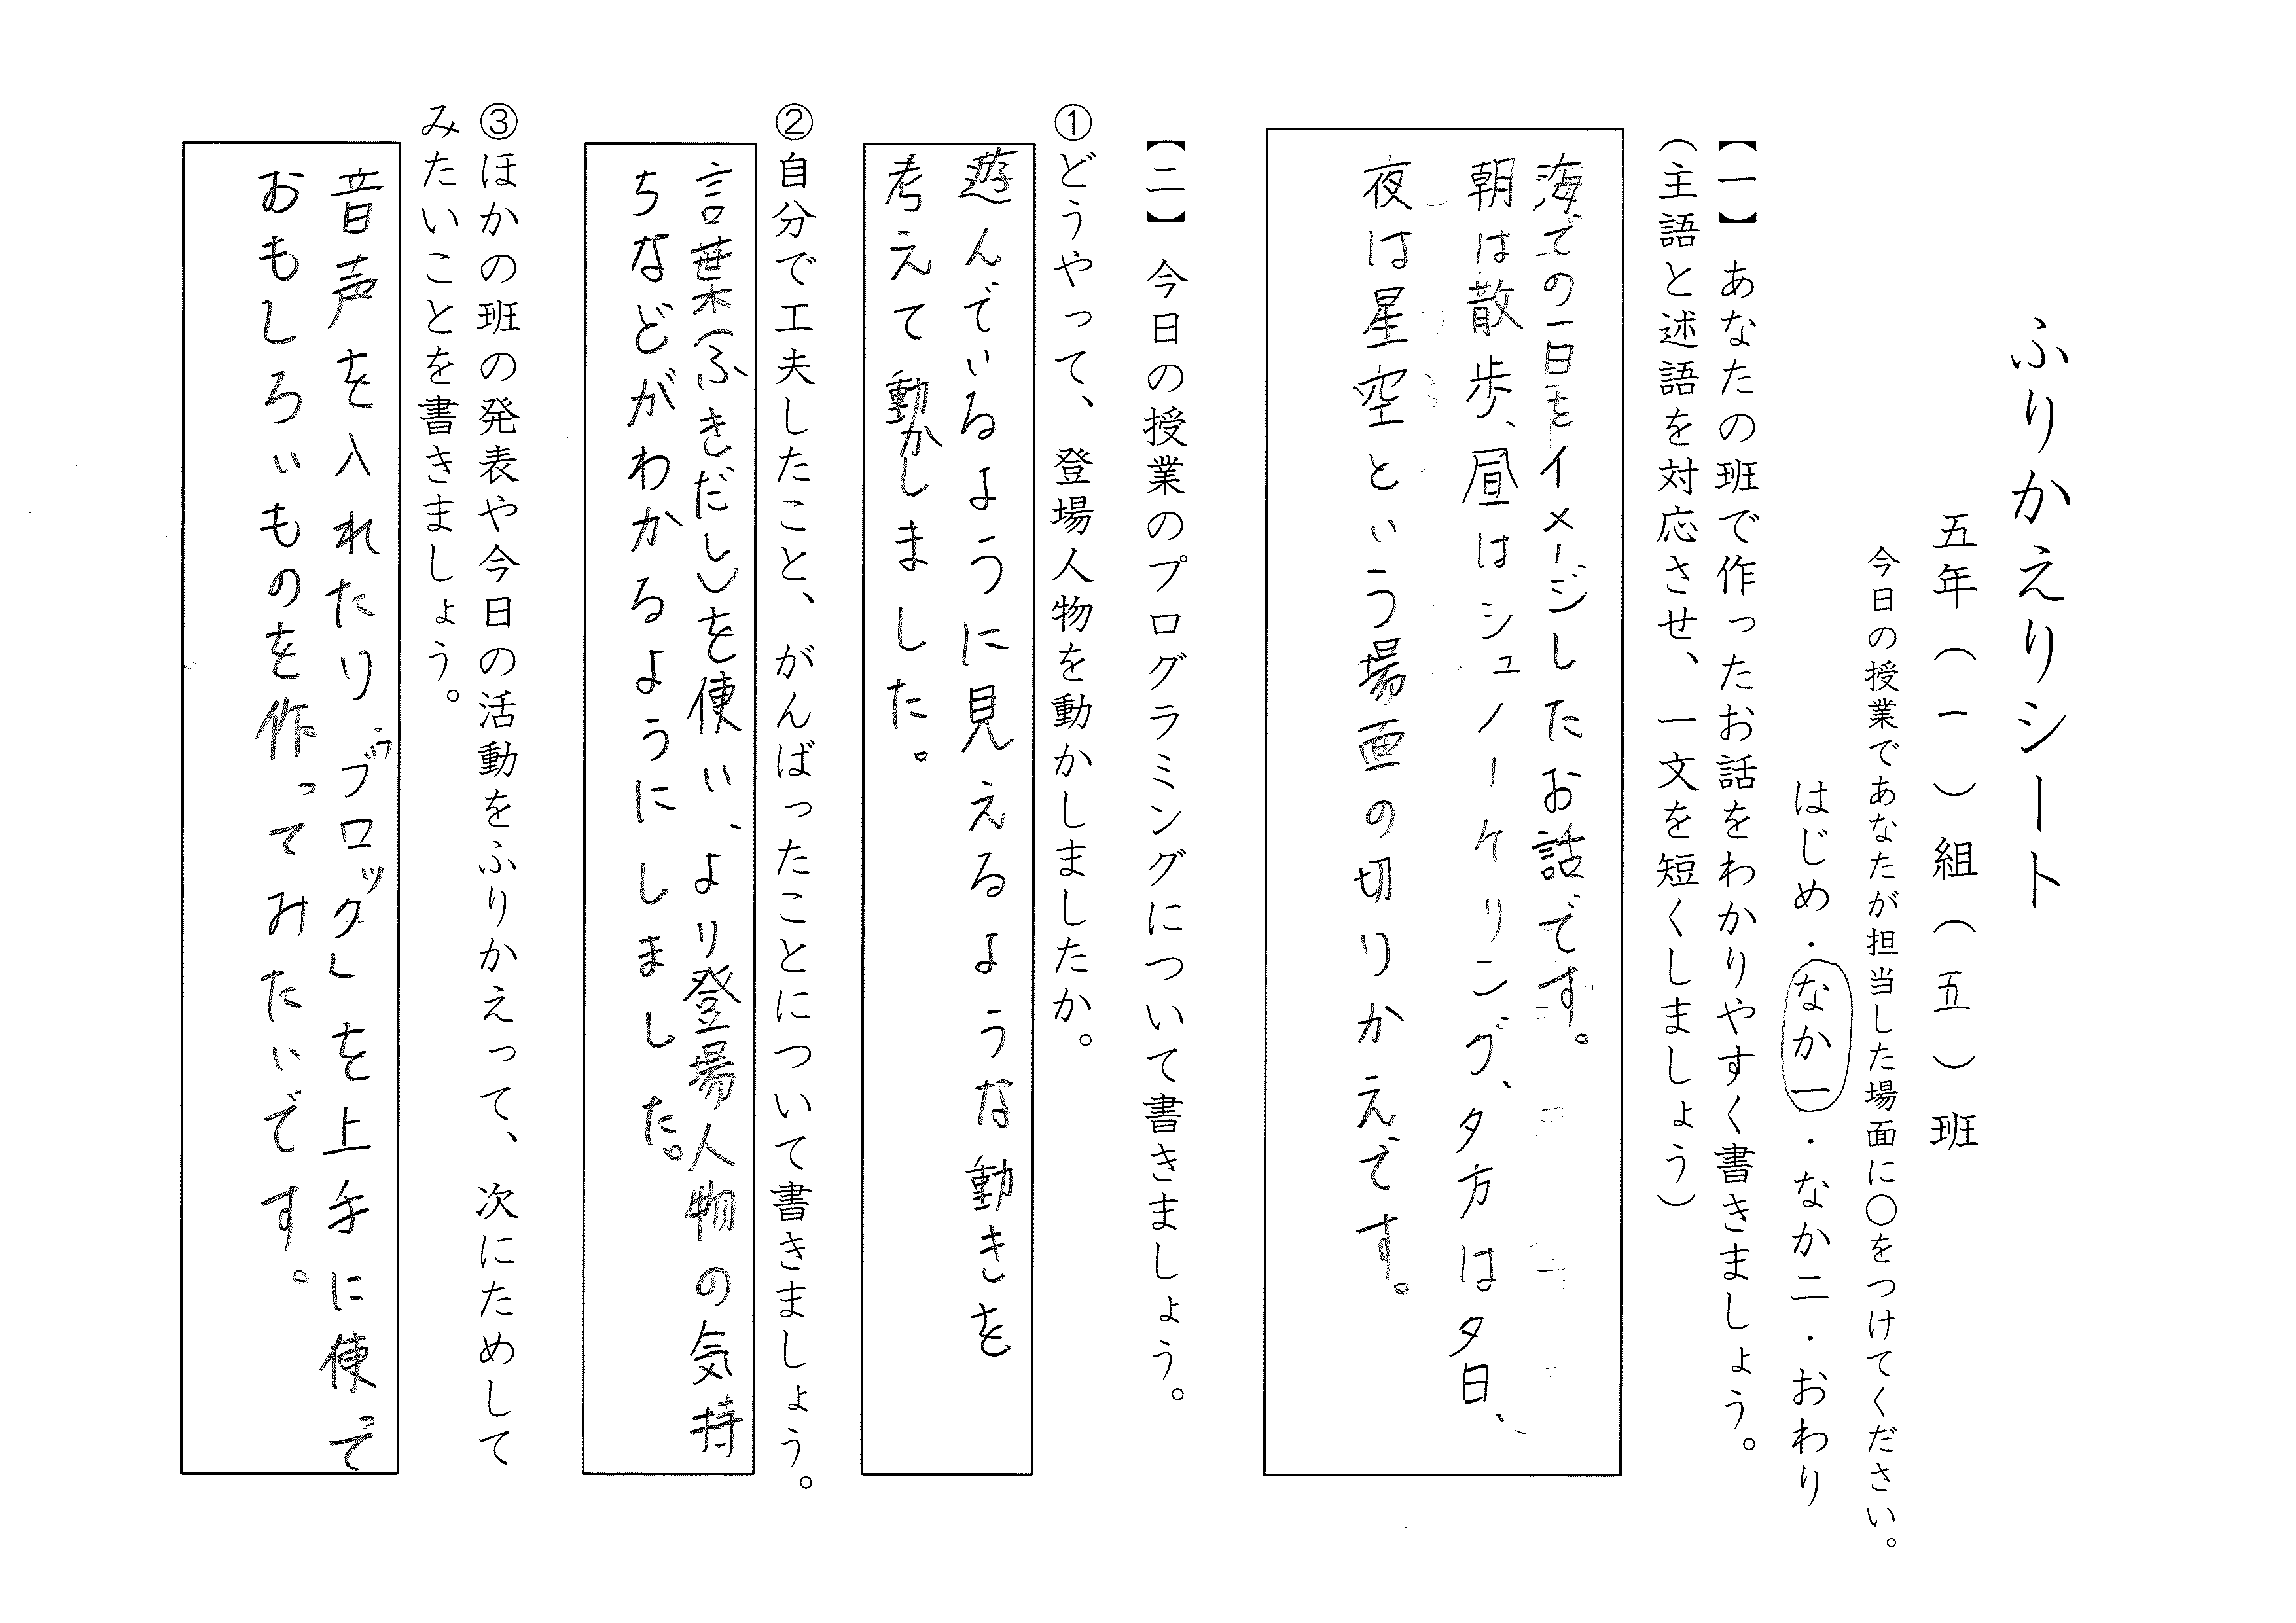 ふりかえりシート
五年（一）組（五）班
今日の授業であなたが担当した場面に〇をつけてください。
はじめ・なか一・なか二・おわり
【一】あなたの班で作ったお話をわかりやすく書きましょう。
（主語と述語を対応させ、一文を短くしましょう）
海での一日をイメージしたお話です。
朝は散歩、昼はシュノーケリング、夕方は夕日、
夜は星空という場面の切りかえです。
【二】今日の授業のプログラミングについて書きましょう。
①どうやって、登場人物を動かしましたか。
遊んでいるように見えるような動きを
考えて動かしました。
②自分で工夫したこと、がんばったことについて書きましょう。
言葉（ふきだし）を使い、より登場人物の気持
ちなどがわかるようにしました。
③ほかの班の発表や今日の活動をふりかえって、次にためして
みたいことを書きましょう。
音声を入れたり、「ブロック」を上手に使って
おもしろいものを作ってみたいです。